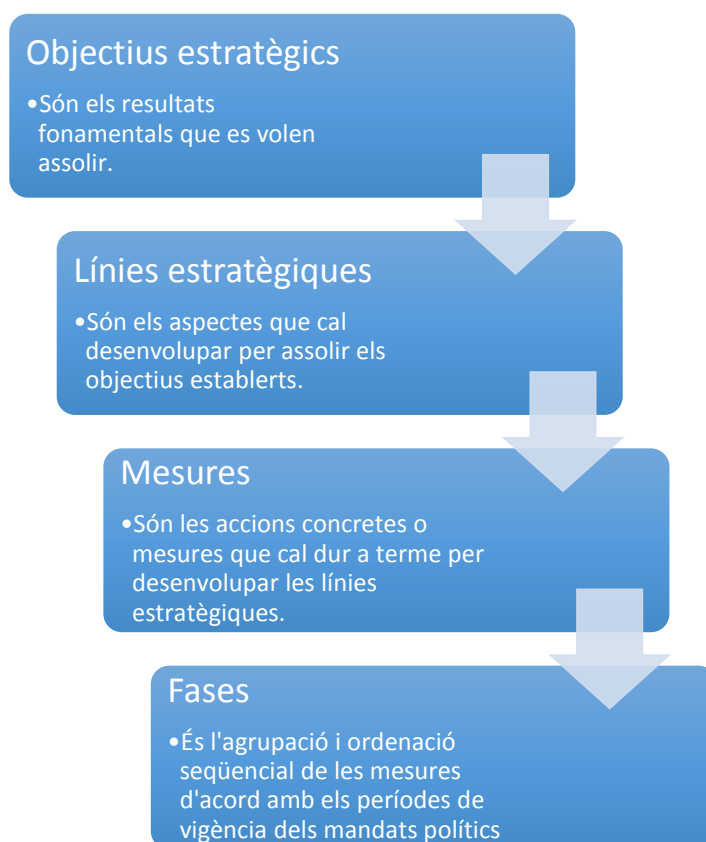 Objectius estratègics
•Són els resultats
fonamentals que es volen
assolir.
Línies estratègiques
•Són els aspectes que cal
desenvolupar per assolir els
objectius establerts.
Mesures
•Són les accions concretes o
mesures que cal dur a terme per
desenvolupar les línies
estratègiques.
Fases
•És l'agrupació i ordenació
seqüencial de les mesures
d'acord amb els períodes de
vigència dels mandats polítics